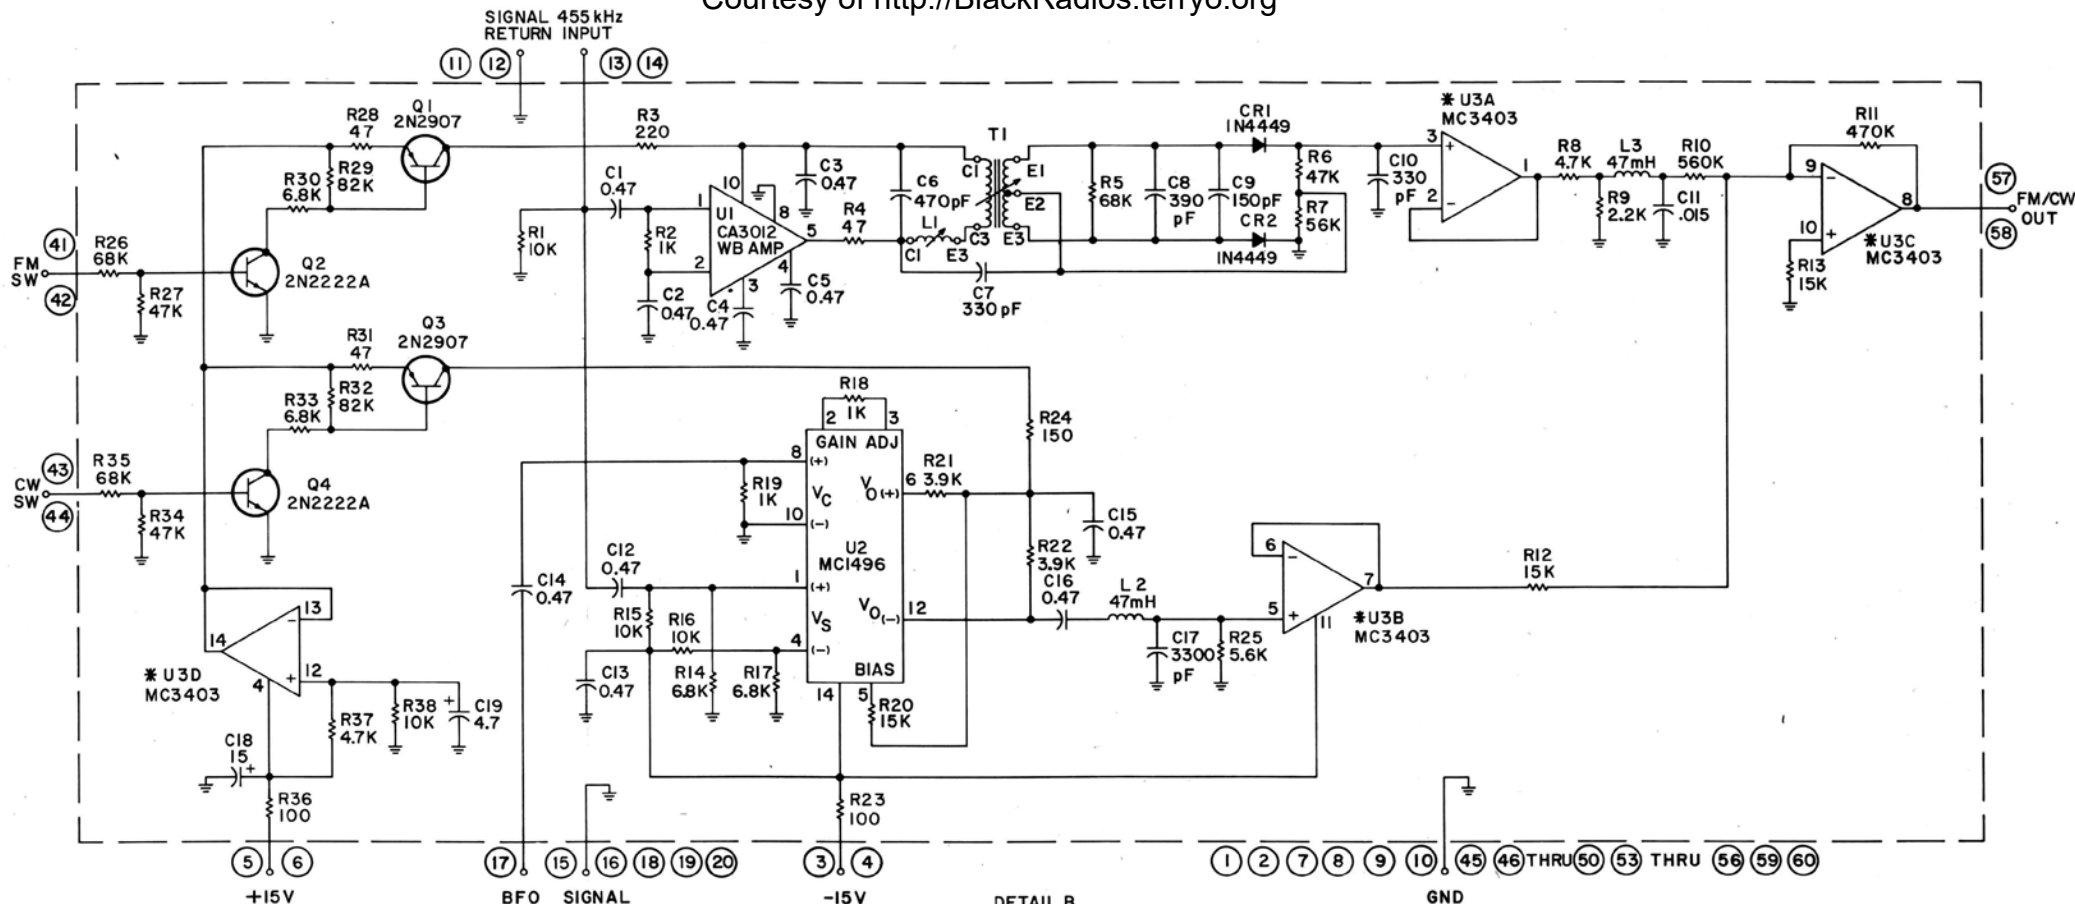 Courtesy of http://BlackRadios.terryo.org
SIGNAL 455kHz
RETURN INPUT
11 12 13 14
R28
47
Q1
2N2907
R29
82K
R30
6.8K
41
FM
SW
42
R26
68K
R27
47K
Q2
2N2222A
R3
220
C1
0.47
R1
10K
R2
1K
C2
0.47
1
2
10
8
U1
CA3012
WB AMP
5
4
3
C4
0.47
C5
0.47
C3
0.47
R4
47
C6
470pF
L1
C1 E3
T1
C1
C3
E1
E2
E3
C7
330pF
R5
68K
C8
390
pF
C9
150pF
CR1
1N4449
CR2
1N4449
R6
47K
R7
56K
C10
330
pF
* U3A
MC3403
3
+
2
-
1
R8
4.7K
R9
2.2K
L3
47mH
C11
.015
R10
560K
R11
470K
9
-
10
+
8
* U3C
MC3403
R13
15K
57
FM/CW
OUT
58
R31
47
Q3
2N2907
R32
82K
R33
6.8K
43
CW
SW
44
R35
68K
R34
47K
Q4
2N2222A
R18
1K
2 3
GAIN ADJ
8
(+)
VC
10
(-)
U2
MC1496
1
(+)
VS
4
(-)
VO(+)
6
VO(-)
12
BIAS
14
5
R19
1K
C14
0.47
C12
0.47
R15
10K
R16
10K
R14
6.8K
R17
6.8K
C13
0.47
R20
15K
R21
3.9K
R24
150
C15
0.47
R22
3.9K
C16
0.47
L2
47mH
C17
3300
pF
R25
5.6K
6
-
5
+
7
11
* U3B
MC3403
R12
15K
13
-
14
12
+
4
* U3D
MC3403
R37
4.7K
R38
10K
C19
4.7
+
C18
15
+
R36
100
R23
100
5 6
+15V
17
BFO
15 16 18 19 20
SIGNAL
3 4
-15V
DETAIL B
1 2 7 8 9 10 45 46 THRU 50 53 THRU 56 59 60
GND